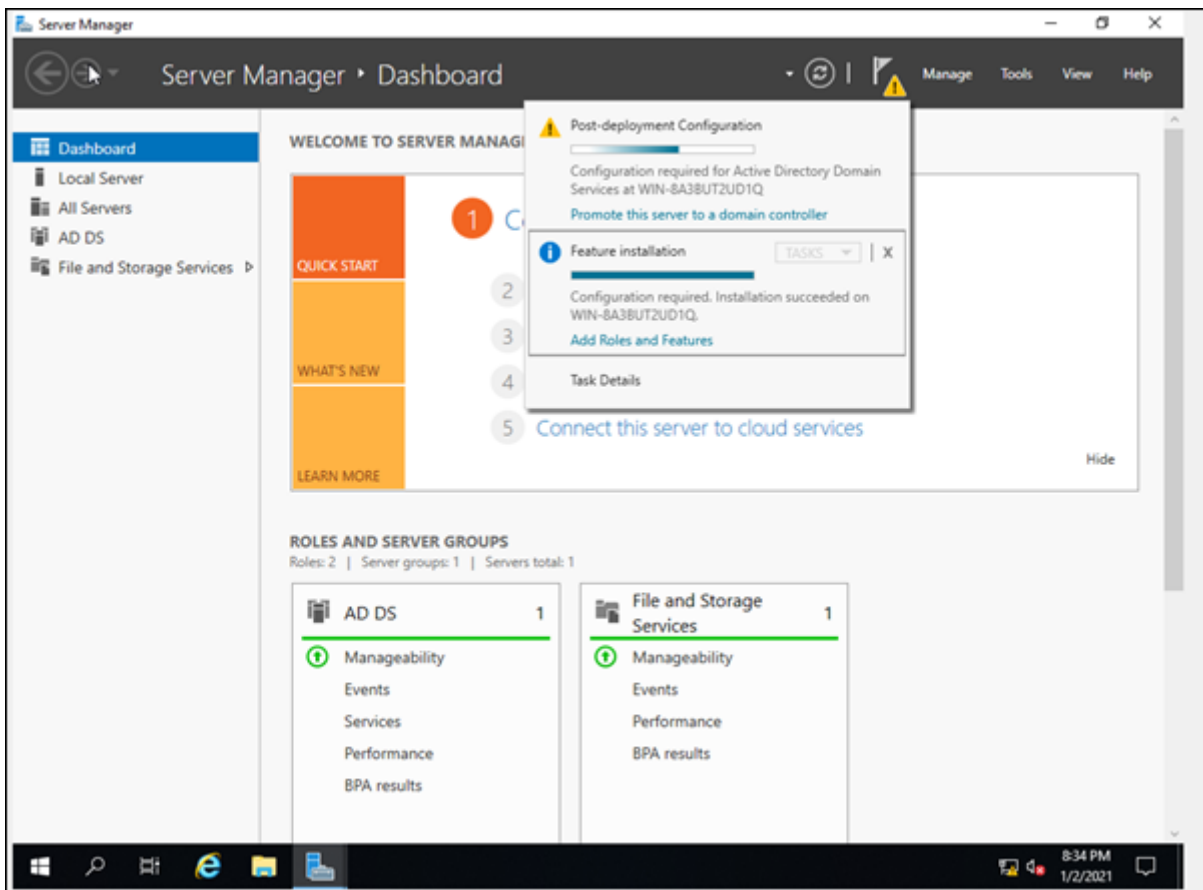 Server Manager
Server Manager • Dashboard
Manage Tools View Help
Dashboard
Local Server
All Servers
AD DS
File and Storage Services
WELCOME TO SERVER MANAG
Post-deployment Configuration
Configuration required for Active Directory Domain
Services at WIN-8A3BUT2UD1Q
Promote this server to a domain controller
Feature installation
TASKS
X
Configuration required. Installation succeeded on
WIN-8A3BUT2UD1Q.
Add Roles and Features
Task Details
QUICK START
WHAT'S NEW
LEARN MORE
1
2
3
4
5 Connect this server to cloud services
Hide
ROLES AND SERVER GROUPS
Roles: 2 | Server groups: 1 | Servers total: 1
AD DS 1
Manageability
Events
Services
Performance
BPA results
File and Storage
Services 1
Manageability
Events
Performance
BPA results
8:34 PM
1/2/2021